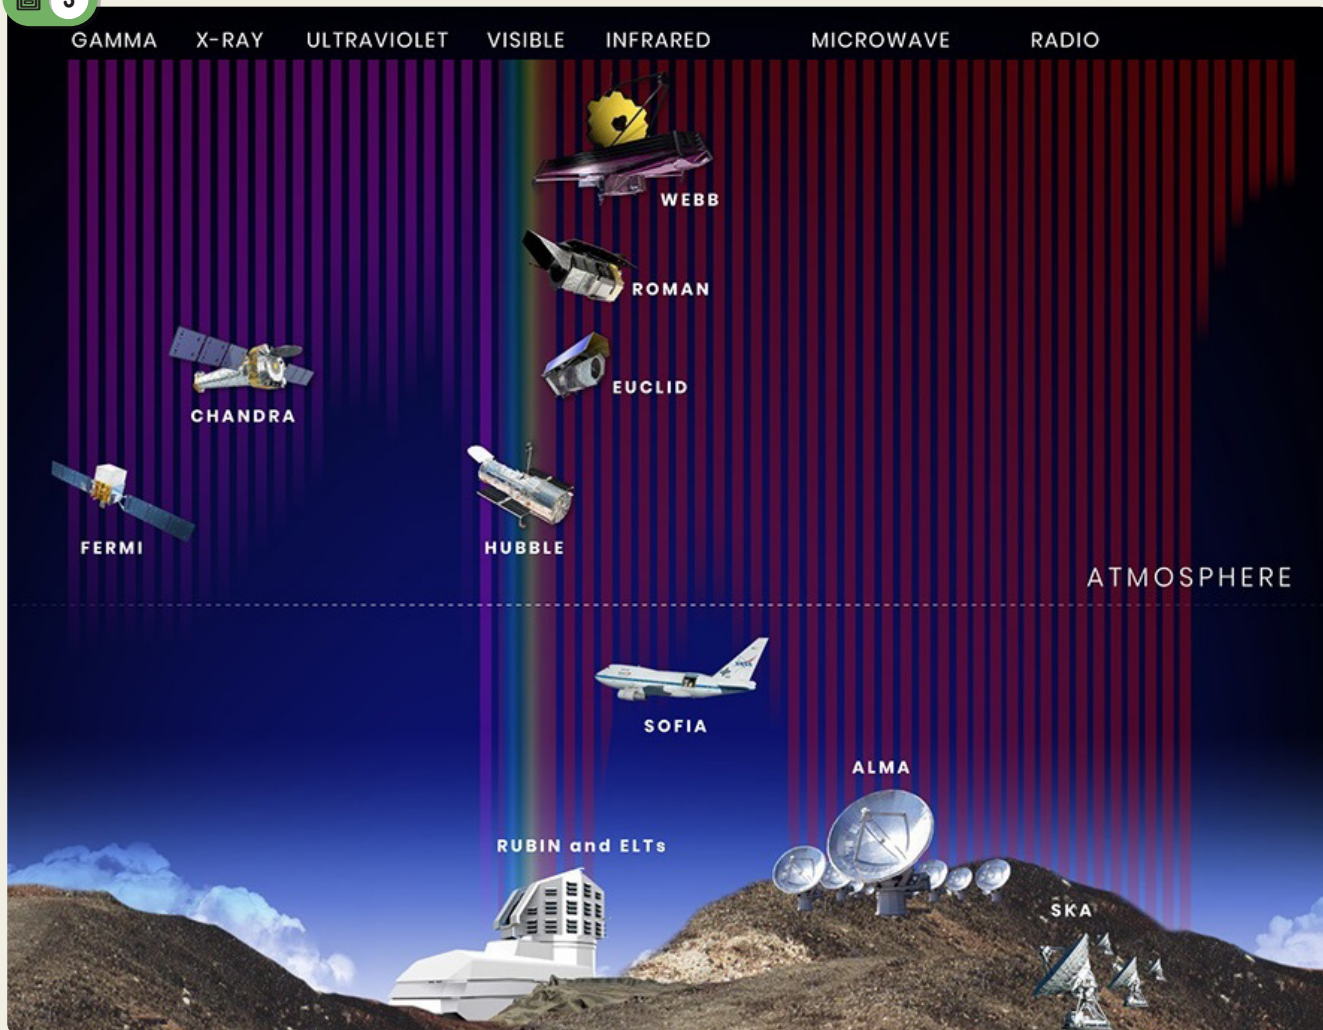 GAMMA X-RAY ULTRAVIOLET VISIBLE INFRARED MICROWAVE RADIO
WEBB
ROMAN
EUCLID
CHANDRA
FERMI
HUBBLE
ATMOSPHERE
SOFIA
ALMA
RUBIN and ELTs
SKA